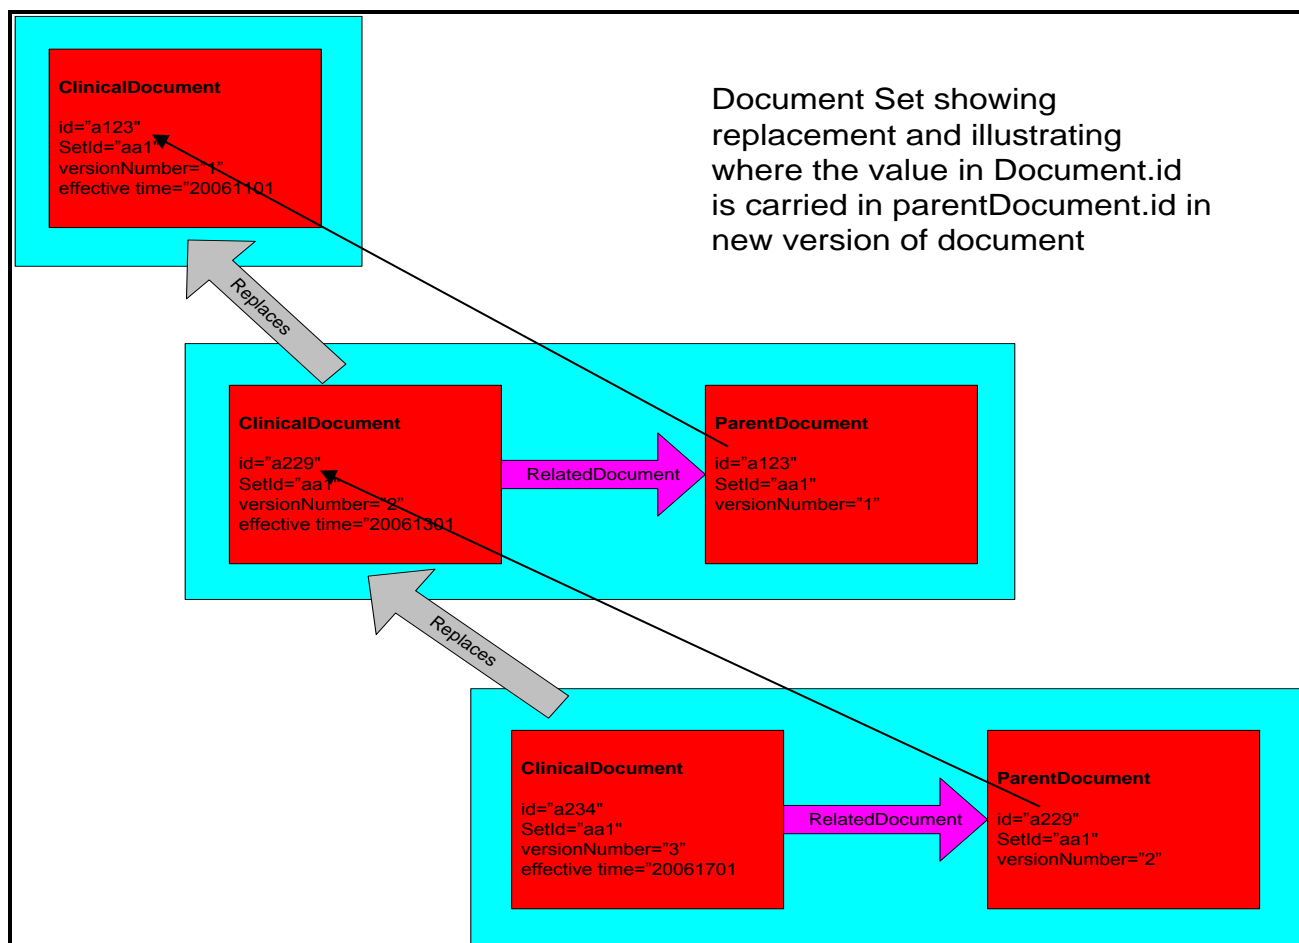 ClinicalDocument
id="a123"
SetId="aa1"
versionNumber="1"
effective time="20061101
Document Set showing
replacement and illustrating
where the value in Document.id
is carried in parentDocument.id in
new version of document
Replaces
ClinicalDocument
id="a229"
SetId="aa1"
versionNumber="2"
effective time="20061301
RelatedDocument
ParentDocument
id="a123"
SetId="aa1"
versionNumber="1"
Replaces
ClinicalDocument
id="a234"
SetId="aa1"
versionNumber="3"
effective time="20061701
RelatedDocument
ParentDocument
id="a229"
SetId="aa1"
versionNumber="2"